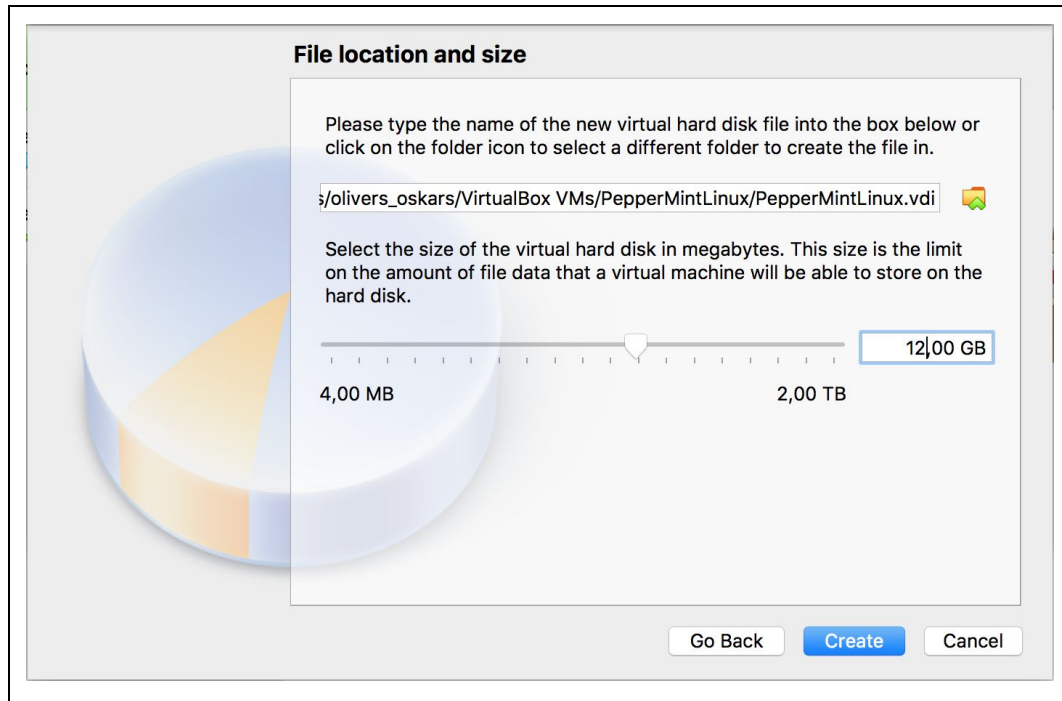 File location and size
Please type the name of the new virtual hard disk file into the box below or
click on the folder icon to select a different folder to create the file in.
s/olivers_oskars/VirtualBox VMs/PepperMintLinux/PepperMintLinux.vdi
Select the size of the virtual hard disk in megabytes. This size is the limit
on the amount of file data that a virtual machine will be able to store on the
hard disk.
12,00 GB
4,00 MB 2,00 TB
Go Back Create Cancel